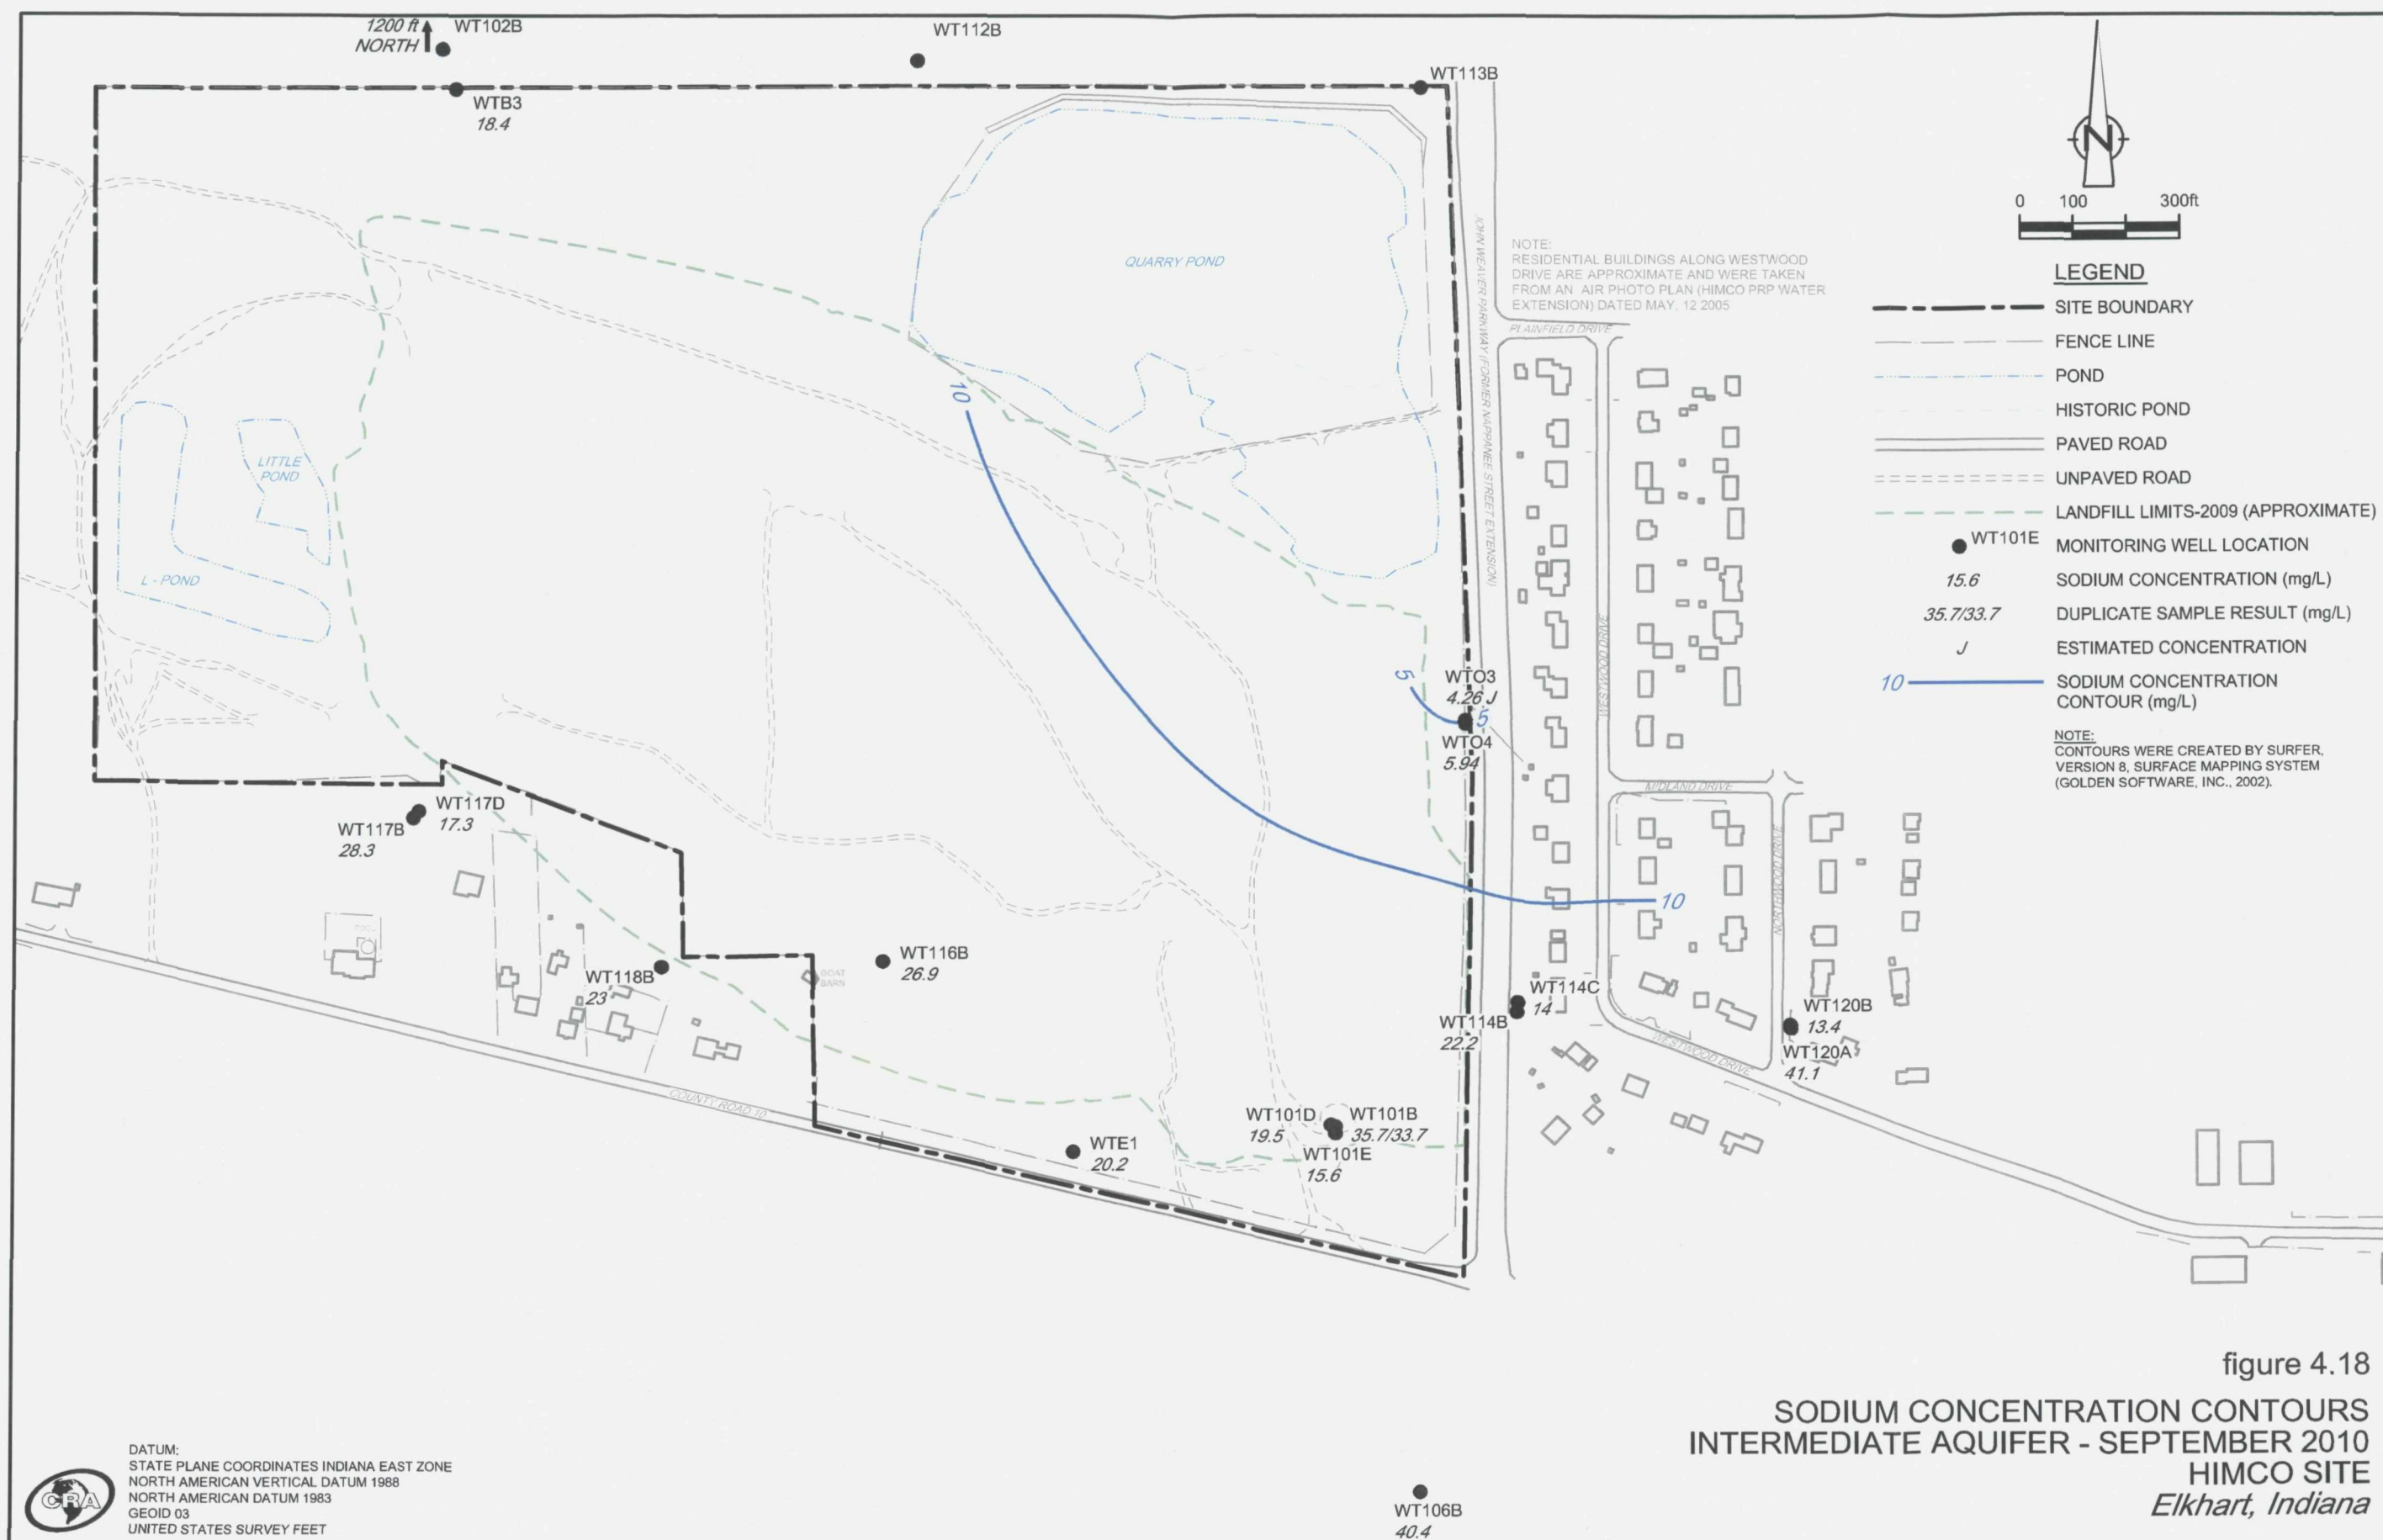 1200 ft
NORTH
WT102B
WT112B
WT113B
WTB3
18.4
0 100 300ft
N
NOTE:
RESIDENTIAL BUILDINGS ALONG WESTWOOD
DRIVE ARE APPROXIMATE AND WERE TAKEN
FROM AN AIR PHOTO PLAN (HIMCO PRP WATER
EXTENSION) DATED MAY, 12 2005
QUARRY POND
JOHN WEAVER PARKWAY (FORMER NAPPANEE STREET EXTENSION)
PLAINFIELD DRIVE
LEGEND
SITE BOUNDARY
FENCE LINE
POND
HISTORIC POND
PAVED ROAD
UNPAVED ROAD
LANDFILL LIMITS-2009 (APPROXIMATE)
WT101E MONITORING WELL LOCATION
15.6 SODIUM CONCENTRATION (mg/L)
35.7/33.7 DUPLICATE SAMPLE RESULT (mg/L)
J ESTIMATED CONCENTRATION
10 SODIUM CONCENTRATION
CONTOUR (mg/L)
NOTE:
CONTOURS WERE CREATED BY SURFER,
VERSION 8, SURFACE MAPPING SYSTEM
(GOLDEN SOFTWARE, INC., 2002).
10
LITTLE
POND
L - POND
WESTWOOD DRIVE
5
WTO3
4.26 J
5
WTO4
5.94
MIDLAND DRIVE
NORTHWOOD DRIVE
WT117D
17.3
WT117B
28.3
10
POOL
WT118B
23
GOAT
BARN
WT116B
26.9
WT114C
14
WT114B
22.2
WT120B
13.4
WT120A
41.1
WESTWOOD DRIVE
COUNTY ROAD 10
WT101D
19.5
WT101B
35.7/33.7
WT101E
15.6
WTE1
20.2
figure 4.18
SODIUM CONCENTRATION CONTOURS
INTERMEDIATE AQUIFER - SEPTEMBER 2010
HIMCO SITE
Elkhart, Indiana
CRA
DATUM:
STATE PLANE COORDINATES INDIANA EAST ZONE
NORTH AMERICAN VERTICAL DATUM 1988
NORTH AMERICAN DATUM 1983
GEOID 03
UNITED STATES SURVEY FEET
WT106B
40.4